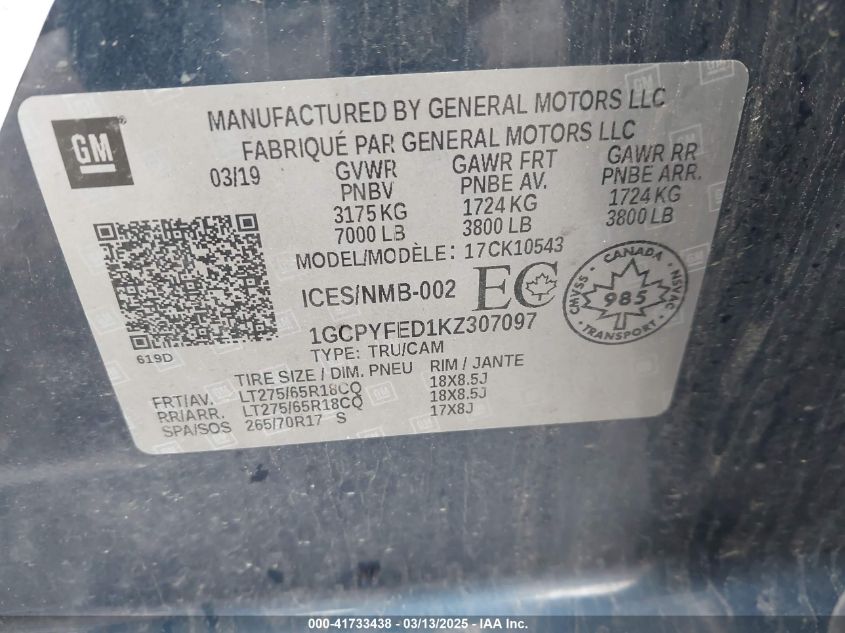 GM
MANUFACTURED BY GENERAL MOTORS LLC
FABRIQUÉ PAR GENERAL MOTORS LLC
03/19 GVWR GAWR FRT GAWR RR
PNBV PNBE AV. PNBE ARR.
3175 KG 1724 KG 1724 KG
7000 LB 3800 LB 3800 LB
MODEL/MODÈLE: 17CK10543
ICES/NMB-002 EC
CANADA
CMVSS 985 NSVAC
TRANSPORT
1GCPYFED1KZ307097
619D
TYPE: TRU/CAM
TIRE SIZE / DIM. PNEU RIM / JANTE
FRT/AV. LT275/65R18CQ 18X8.5J
RR/ARR. LT275/65R18CQ 18X8.5J
SPA/SOS 265/70R17 S 17X8J
000-41733438 - 03/13/2025 - IAA Inc.